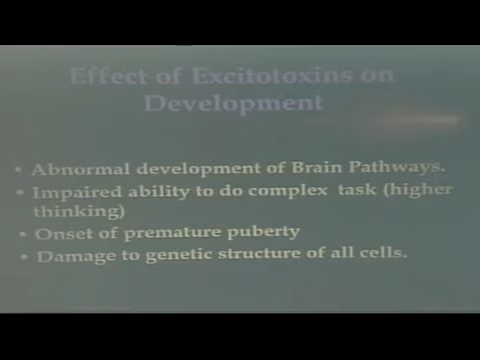 Effect of Excitotoxins on
Development
• Abnormal development of Brain Pathways.
• Impaired ability to do complex task (higher
thinking)
• Onset of premature puberty
• Damage to genetic structure of all cells.